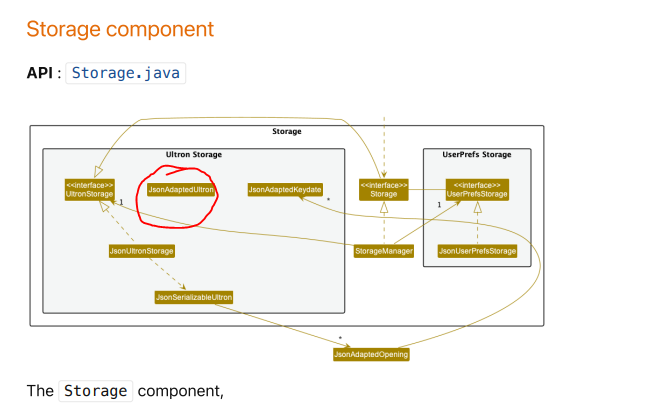 Storage component
API : Storage.java
Storage
Ultron Storage
UserPrefs Storage
<<interface>>
UltronStorage
JsonAdaptedUltron
JsonAdaptedKeydate
<<interface>>
Storage
<<interface>>
UserPrefsStorage
1
*
1
JsonUltronStorage
StorageManager
JsonUserPrefsStorage
JsonSerializableUltron
*
JsonAdaptedOpening
The Storage component,